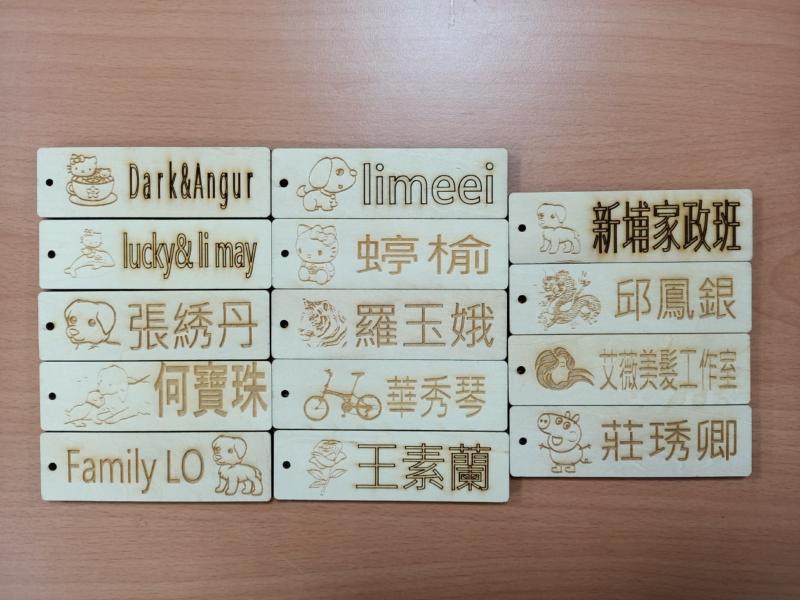 Dark&Angur
lucky& li may
張綉丹
何寶珠
Family LO
limeei
蝏榆
羅玉娥
華秀琴
王素蘭
新埔家政班
邱鳳銀
艾薇美髮工作室
莊琇卿